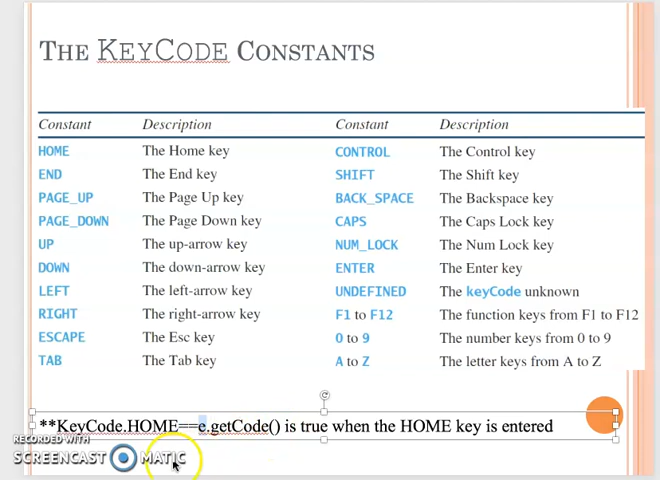 THE KEYCODE CONSTANTS
Constant Description Constant Description
HOME The Home key CONTROL The Control key
END The End key SHIFT The Shift key
PAGE_UP The Page Up key BACK_SPACE The Backspace key
PAGE_DOWN The Page Down key CAPS The Caps Lock key
UP The up-arrow key NUM_LOCK The Num Lock key
DOWN The down-arrow key ENTER The Enter key
LEFT The left-arrow key UNDEFINED The keyCode unknown
RIGHT The right-arrow key F1 to F12 The function keys from F1 to F12
ESCAPE The Esc key 0 to 9 The number keys from 0 to 9
TAB The Tab key A to Z The letter keys from A to Z
**KeyCode.HOME==e.getCode() is true when the HOME key is entered
RECORDED WITH
SCREENCAST MATIC